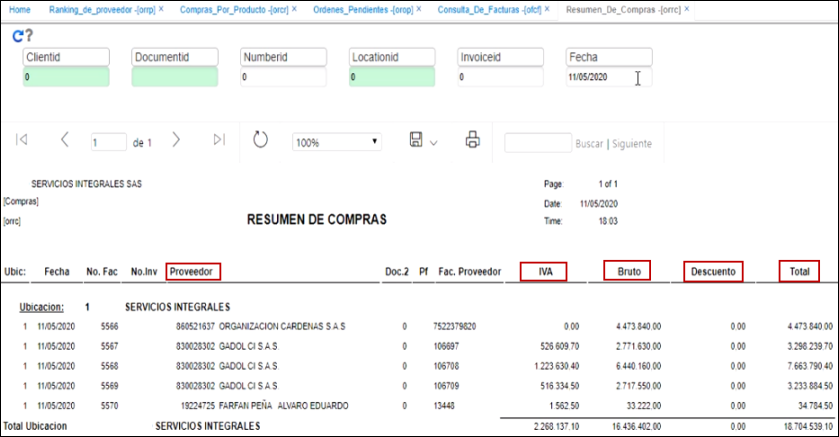 Home Ranking_de_proveedor -[orrp] × Compras_Por_Producto -[orcr] × Ordenes_Pendientes -[orop] × Consulta_De_Facturas -[ofcf] × Resumen_De_Compras -[orrc] ×
Clientid Documentid Numberid Locationid Invoiceid Fecha
0 0 0 0 11/05/2020
1 de 1 100% Buscar | Siguiente
SERVICIOS INTEGRALES SAS Page: 1 of 1
[Compras] Date: 11/05/2020
[orrc] RESUMEN DE COMPRAS Time: 18:03
Ubic: Fecha No. Fac No.Inv Proveedor Doc.2 Pf Fac. Proveedor IVA Bruto Descuento Total
Ubicacion: 1 SERVICIOS INTEGRALES
1 11/05/2020 5566 860521637 ORGANIZACION CARDENAS S.A.S 0 7522379820 0.00 4.473.840.00 0.00 4.473.840.00
1 11/05/2020 5567 830028302 GADOL CI S.A.S 0 106697 526.609.70 2.771.630.00 0.00 3.298.239.70
1 11/05/2020 5568 830028302 GADOL CI S.A.S 0 106708 1.223.630.40 6.440.160.00 0.00 7.663.790.40
1 11/05/2020 5569 830028302 GADOL CI S.A.S 0 106709 516.334.50 2.717.550.00 0.00 3.233.884.50
1 11/05/2020 5570 19224725 FARFAN PEÑA ALVARO EDUARDO 0 13448 1.562.50 33.222.00 0.00 34.784.50
Total Ubicacion SERVICIOS INTEGRALES 2.268.137.10 16.436.402.00 0.00 18.704.539.10